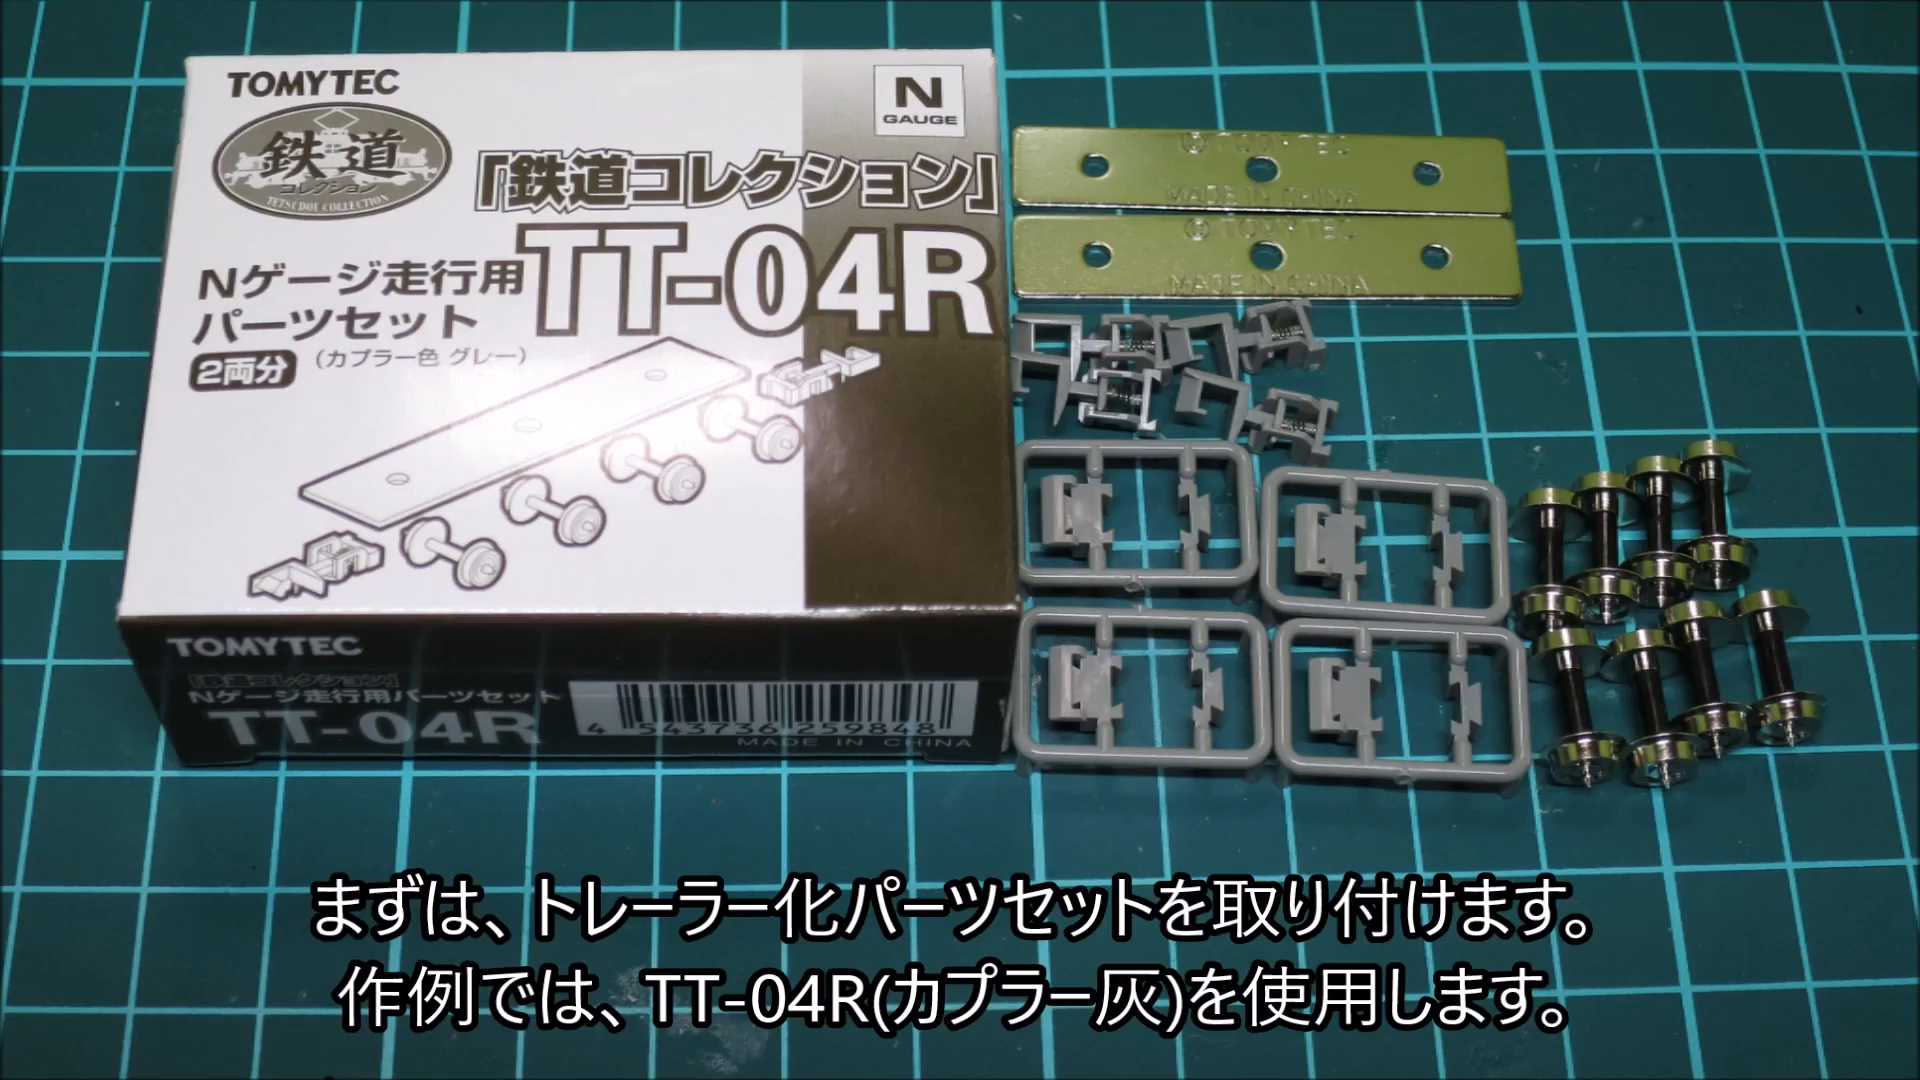 TOMYTEC
鉄道
コレクション
TETSUDOU COLLECTION
N
GAUGE
「鉄道コレクション」
Nゲージ走行用
パーツセット
TT-04R
2両分
(カプラー色 グレー)
TOMYTEC
「鉄道コレクション」
Nゲージ走行用パーツセット
TT-04R
4 543736 259848
MADE IN CHINA
TOMYTEC
MADE IN CHINA
TOMYTEC
MADE IN CHINA
まずは、トレーラー化パーツセットを取り付けます。
作例では、TT-04R(カプラー灰)を使用します。